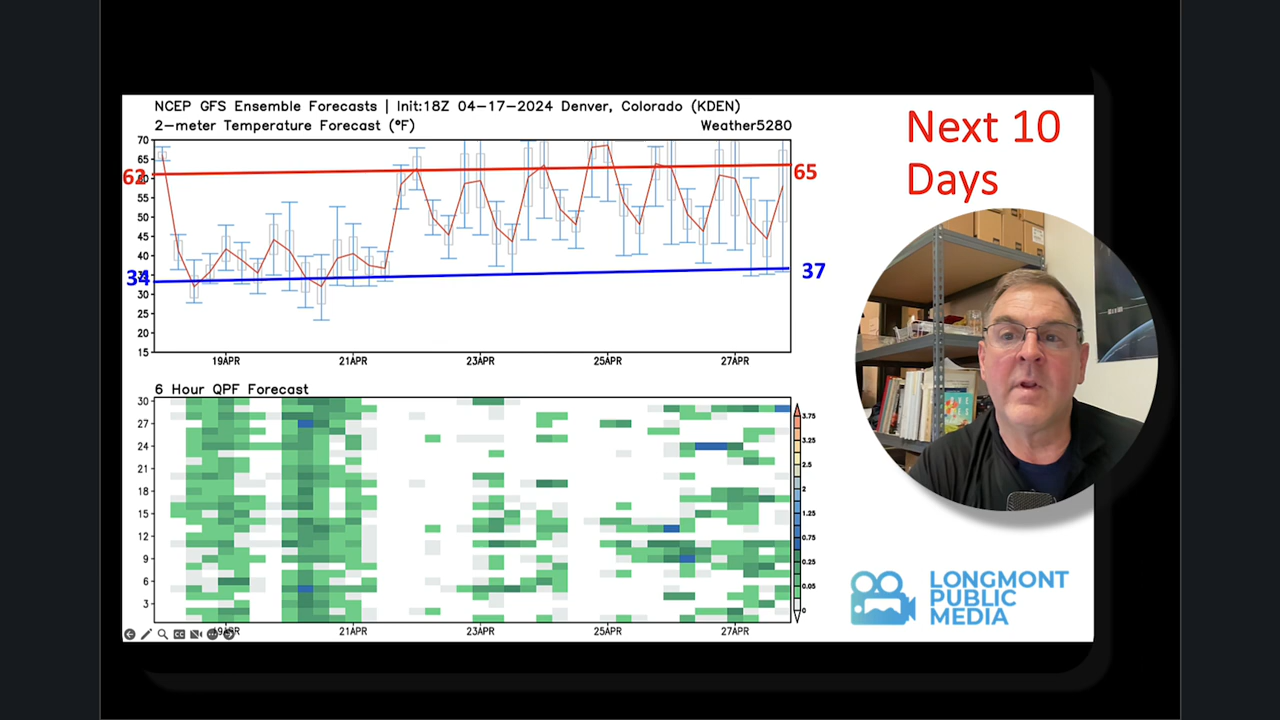 NCEP GFS Ensemble Forecasts | Init:18Z 04-17-2024 Denver, Colorado (KDEN)
2-meter Temperature Forecast (°F)
Weather5280
Next 10
Days
70
65
60
55
50
45
40
35
30
25
20
15
62
34
65
37
19APR
21APR
23APR
25APR
27APR
6 Hour QPF Forecast
30
27
24
21
18
15
12
9
6
3
3.75
3.25
2.5
2
1.25
0.75
0.25
0.05
0
19APR
21APR
23APR
25APR
27APR
CC
LONGMONT
PUBLIC
MEDIA